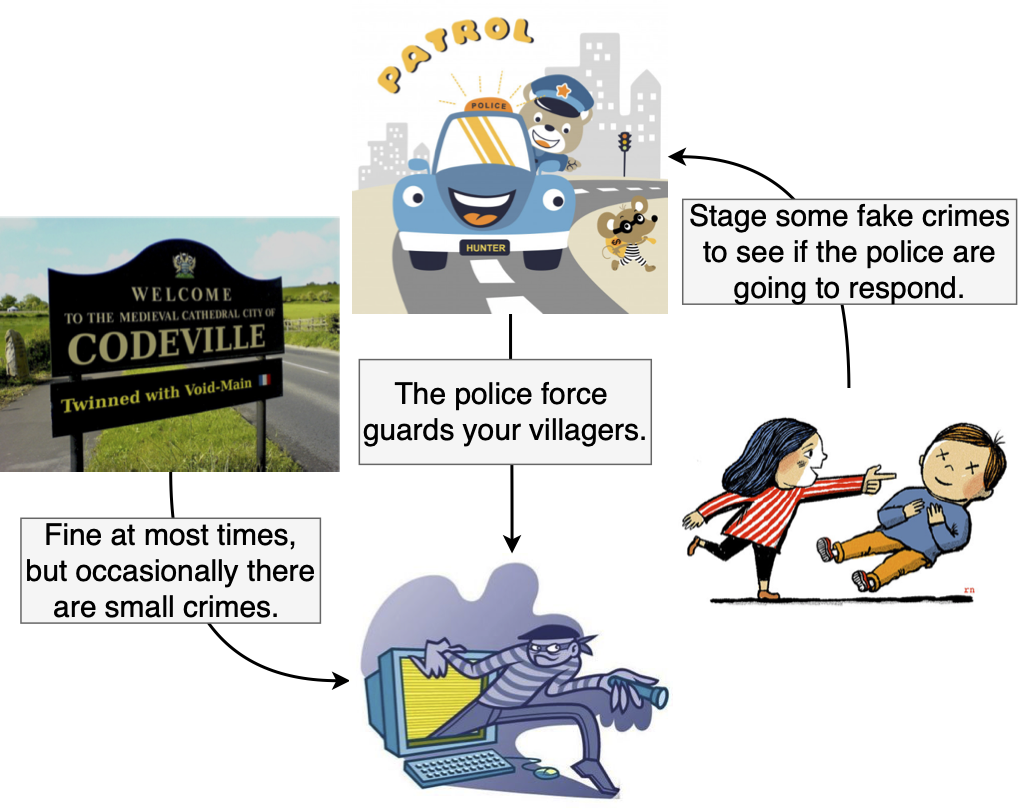 PATROL
POLICE
HUNTER
Stage some fake crimes
to see if the police are
going to respond.
WELCOME
TO THE MEDIEVAL CATHEDRAL CITY OF
CODEVILLE
Twinned with Void-Main
The police force
guards your villagers.
Fine at most times,
but occasionally there
are small crimes.
rn